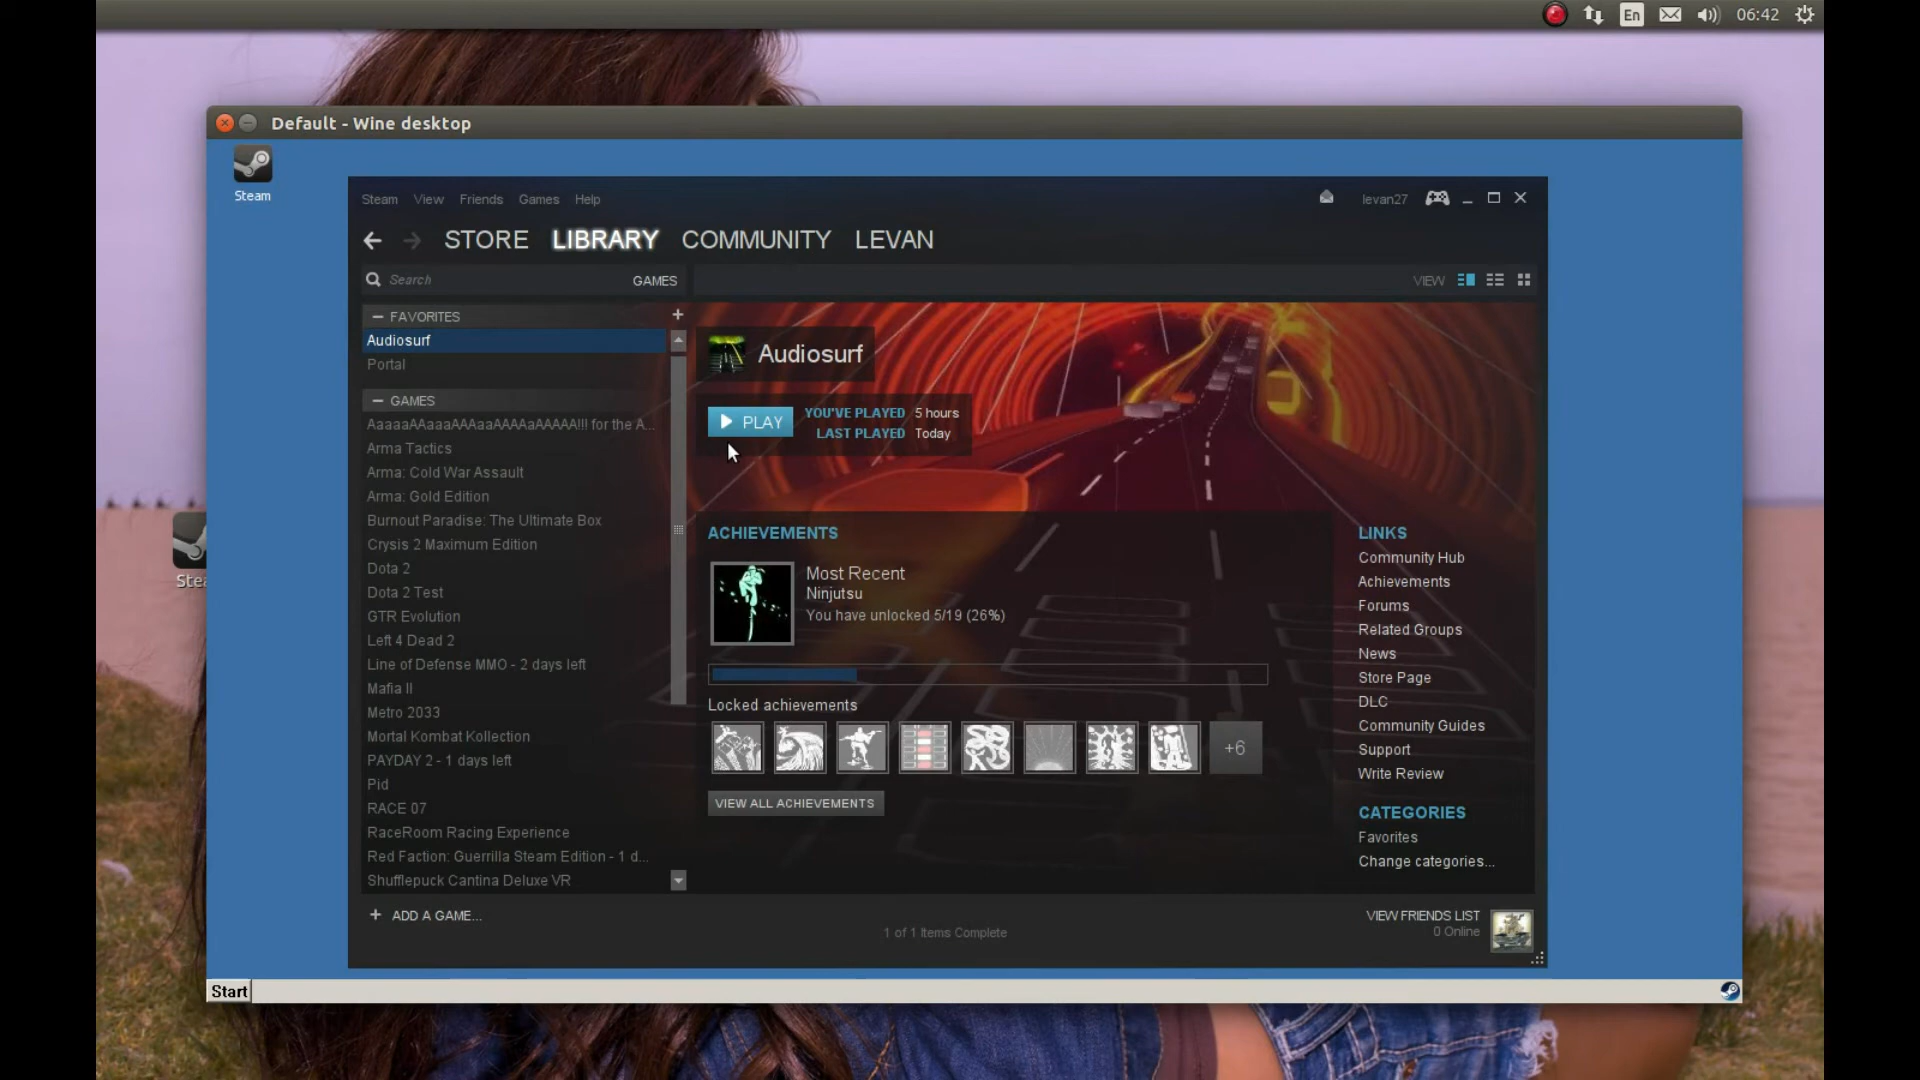 En
06:42
Default - Wine desktop
Steam
Steam View Friends Games Help
levan27
STORE LIBRARY COMMUNITY LEVAN
Search
GAMES
VIEW
FAVORITES
Audiosurf
Portal
GAMES
AaaaaAAaaaAAAaaAAAAaAAAAA!!! for the A...
Arma Tactics
Arma: Cold War Assault
Arma: Gold Edition
Burnout Paradise: The Ultimate Box
Crysis 2 Maximum Edition
Dota 2
Dota 2 Test
GTR Evolution
Left 4 Dead 2
Line of Defense MMO - 2 days left
Mafia II
Metro 2033
Mortal Kombat Kollection
PAYDAY 2 - 1 days left
Pid
RACE 07
RaceRoom Racing Experience
Red Faction: Guerrilla Steam Edition - 1 d...
Shufflepuck Cantina Deluxe VR
+ ADD A GAME...
Audiosurf
PLAY
YOU'VE PLAYED 5 hours
LAST PLAYED Today
ACHIEVEMENTS
Most Recent
Ninjutsu
You have unlocked 5/19 (26%)
Locked achievements
+6
VIEW ALL ACHIEVEMENTS
LINKS
Community Hub
Achievements
Forums
Related Groups
News
Store Page
DLC
Community Guides
Support
Write Review
CATEGORIES
Favorites
Change categories...
1 of 1 Items Complete
VIEW FRIENDS LIST
0 Online
Stea
Start